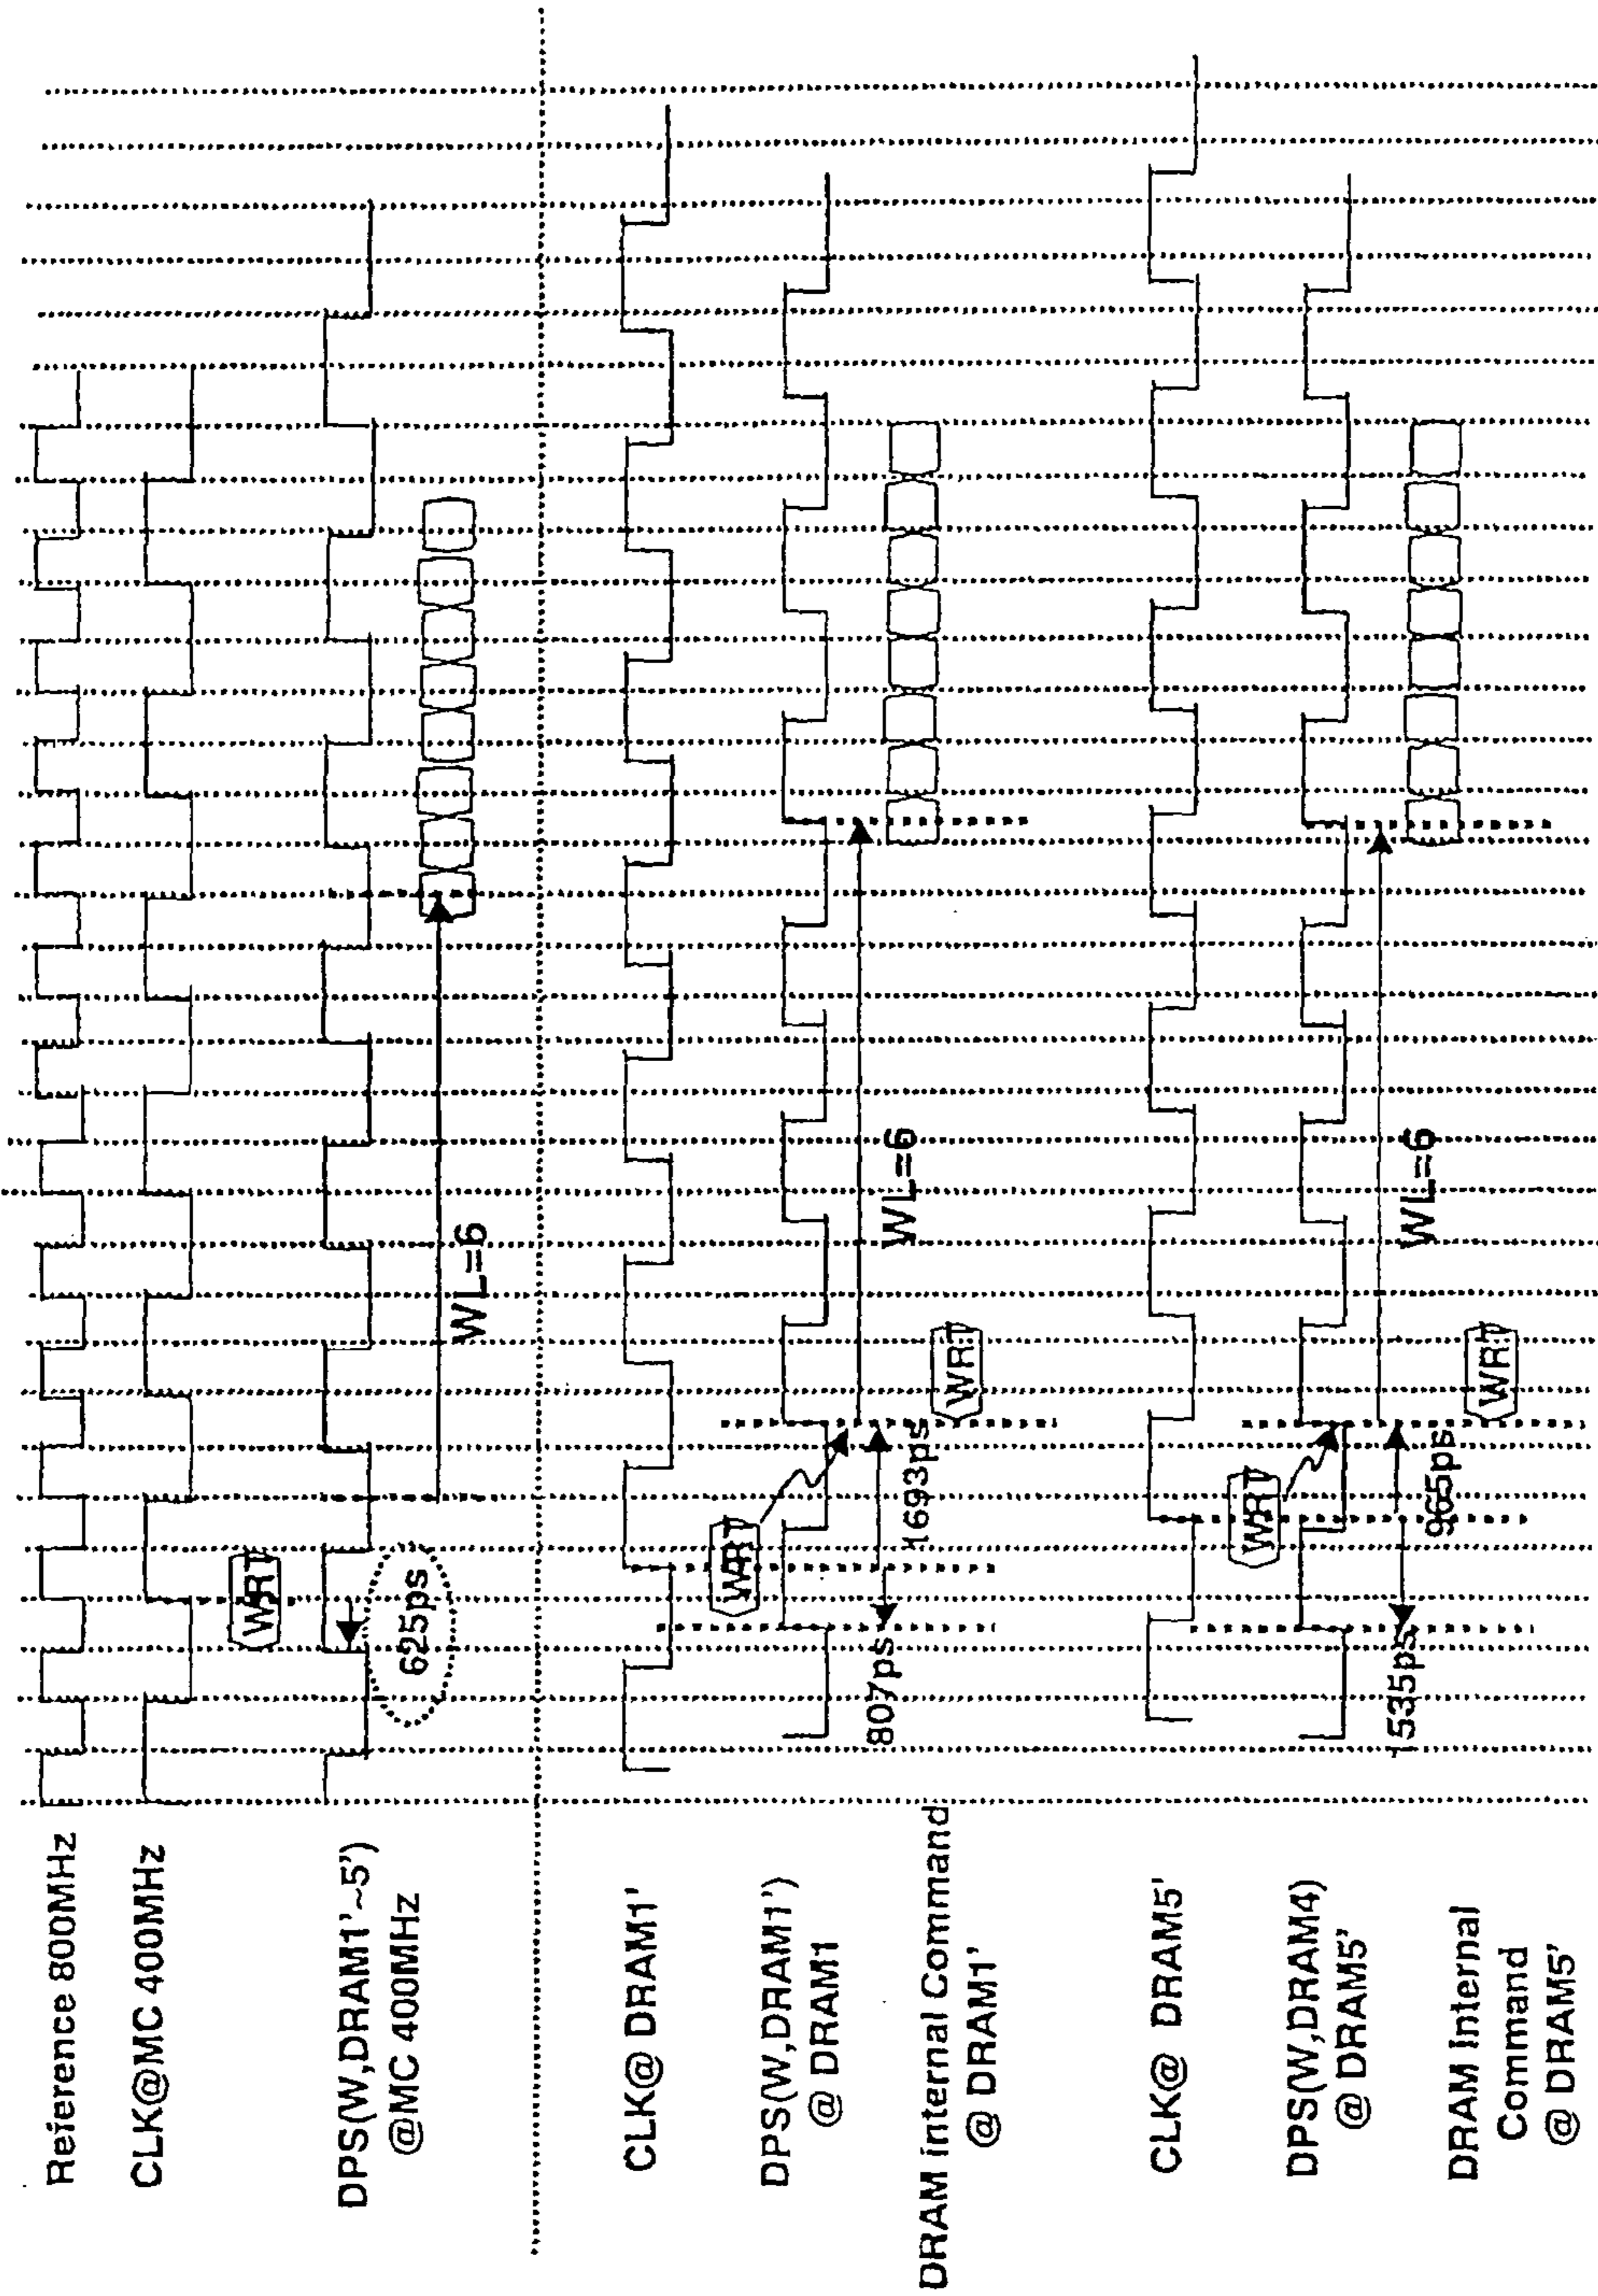 Reference 800MHz
CLK@MC 400MHz
WRT
DPS(W,DRAM1'~5')
@MC 400MHz
625ps
WL=6
CLK@ DRAM1'
WRT
DPS(W,DRAM1')
@ DRAM1
807ps
1693ps
WL=6
DRAM internal Command
@ DRAM1'
WRT
CLK@ DRAM5'
WRT
DPS(W,DRAM4)
@ DRAM5'
1535ps
965ps
WL=6
DRAM Internal
Command
@ DRAM5'
WRT